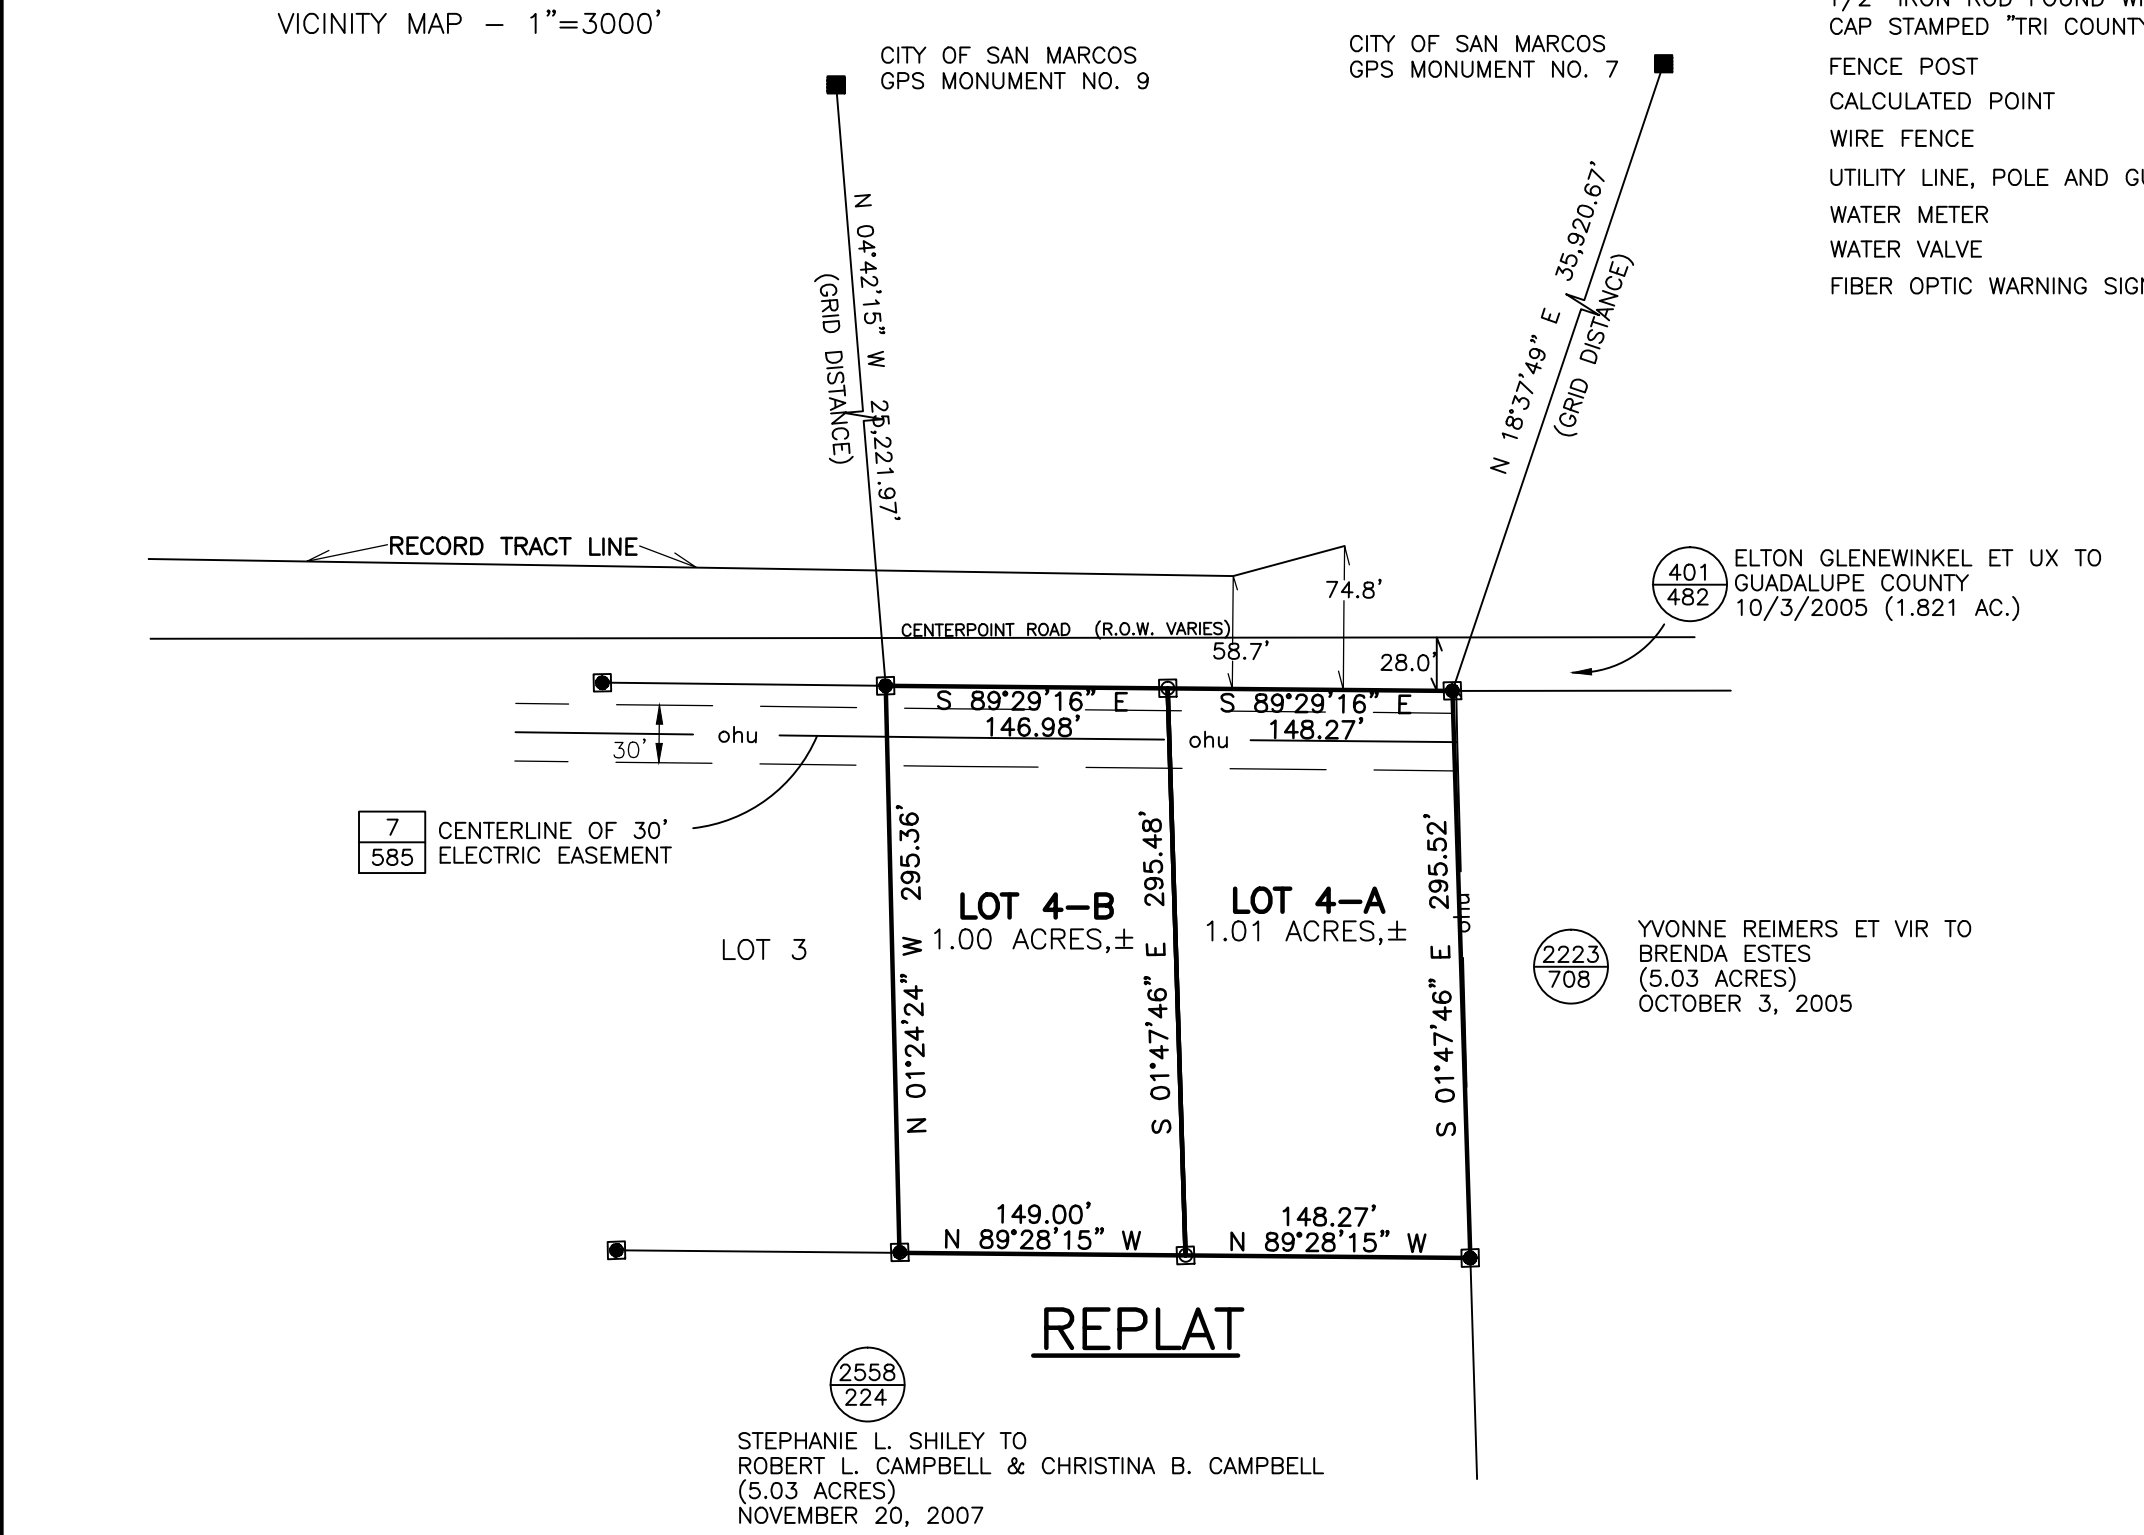 VICINITY MAP – 1"=3000'
CAP STAMPED "TRI COUNTY
FENCE POST
CALCULATED POINT
WIRE FENCE
UTILITY LINE, POLE AND
WATER METER
WATER VALVE
FIBER OPTIC WARNING
CITY OF SAN MARCOS
GPS MONUMENT NO. 9
CITY OF SAN MARCOS
GPS MONUMENT NO. 7
N 04°42'15" W 25,221.97'
(GRID DISTANCE)
N 18°37'49" E 35,920.67'
(GRID DISTANCE)
RECORD TRACT LINE
74.8'
401
482
ELTON GLENEWINKEL ET UX TO
GUADALUPE COUNTY
10/3/2005 (1.821 AC.)
CENTERPOINT ROAD (R.O.W. VARIES)
58.7'
28.0'
S 89°29'16" E
146.98'
S 89°29'16" E
148.27'
30'
ohu
ohu
7
585
CENTERLINE OF 30'
ELECTRIC EASEMENT
N 01°24'24" W 295.36'
LOT 4–B
1.00 ACRES,±
S 01°47'46" E 295.48'
LOT 4–A
1.01 ACRES,±
S 01°47'46" E 295.52'
ohu
LOT 3
2223
708
YVONNE REIMERS ET VIR TO
BRENDA ESTES
(5.03 ACRES)
OCTOBER 3, 2005
149.00'
N 89°28'15" W
148.27'
N 89°28'15" W
REPLAT
2558
224
STEPHANIE L. SHILEY TO
ROBERT L. CAMPBELL & CHRISTINA B. CAMPBELL
(5.03 ACRES)
NOVEMBER 20, 2007